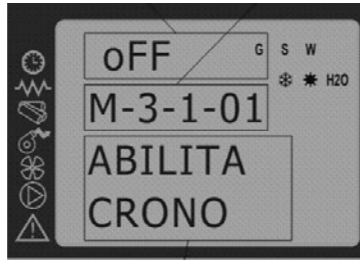 oFF G S W
H2O
M-3-1-01
ABILITA
CRONO